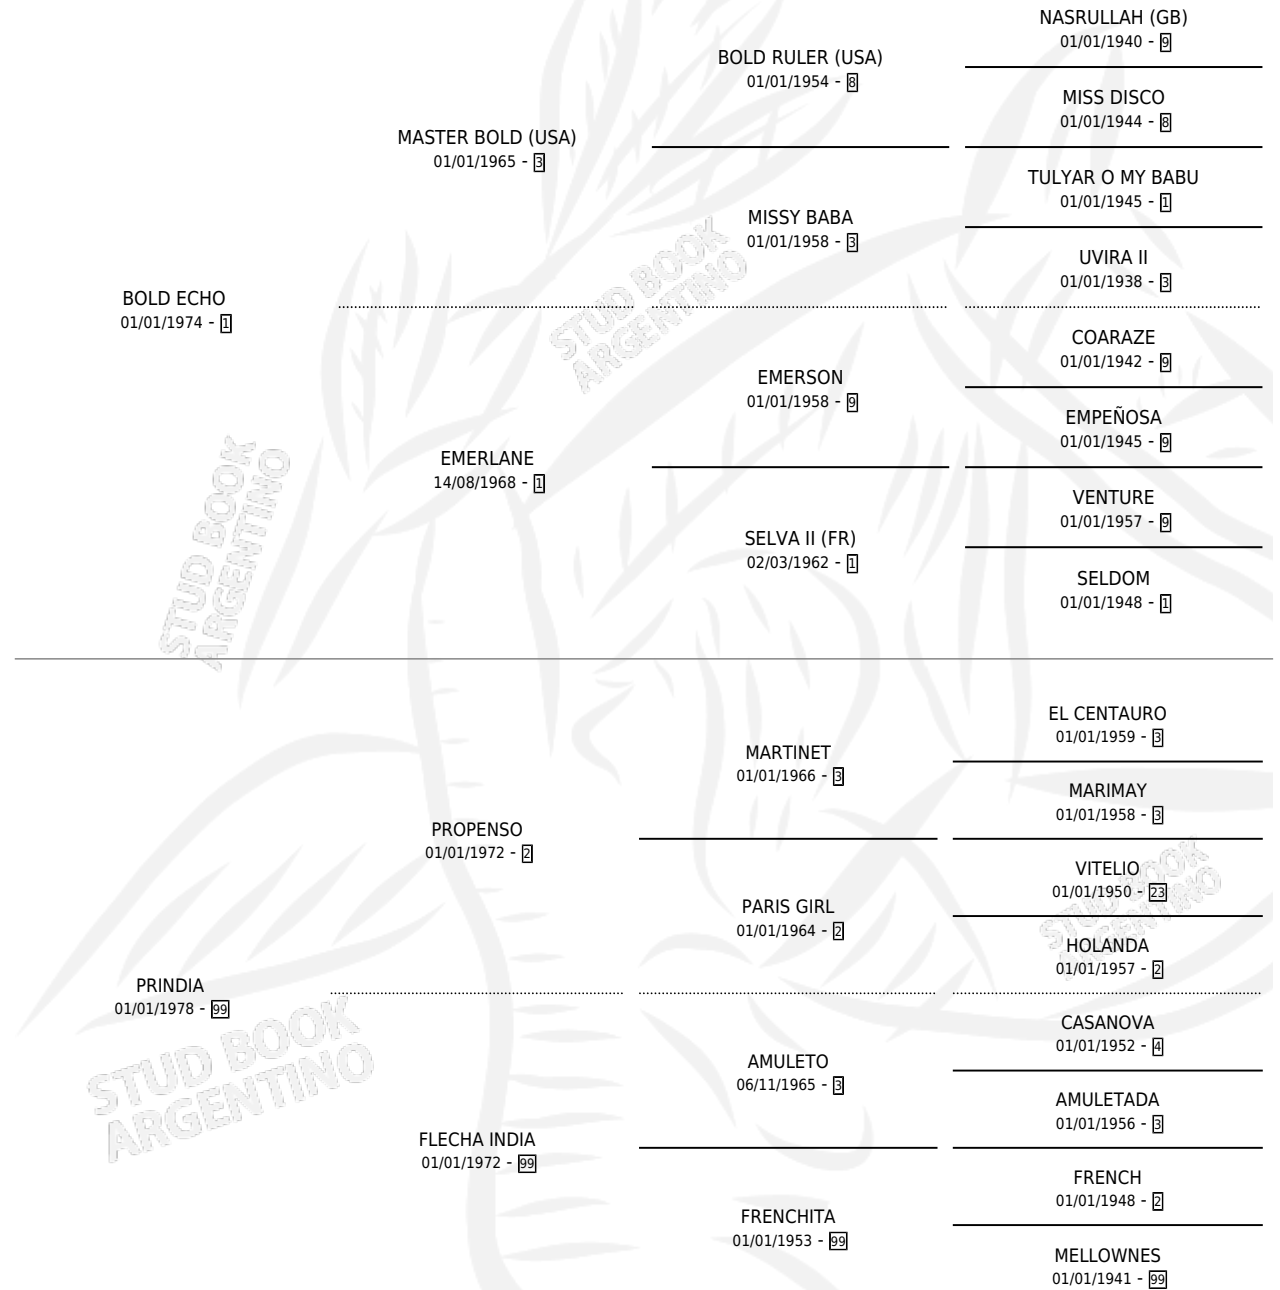 NASRULLAH (GB)
01/01/1940 - 9
BOLD RULER (USA)
01/01/1954 - 8
MISS DISCO
01/01/1944 - 8
MASTER BOLD (USA)
01/01/1965 - 3
TULYAR O MY BABU
01/01/1945 - 1
MISSY BABA
01/01/1958 - 3
UVIRA II
01/01/1938 - 3
BOLD ECHO
01/01/1974 - 1
COARAZE
01/01/1942 - 9
EMERSON
01/01/1958 - 9
EMPEÑOSA
01/01/1945 - 9
EMERLANE
14/08/1968 - 1
VENTURE
01/01/1957 - 9
SELVA II (FR)
02/03/1962 - 1
SELDOM
01/01/1948 - 1
EL CENTAURO
01/01/1959 - 3
MARTINET
01/01/1966 - 3
MARIMAY
01/01/1958 - 3
PROPENSO
01/01/1972 - 2
VITELIO
01/01/1950 - 23
PARIS GIRL
01/01/1964 - 2
HOLANDA
01/01/1957 - 2
PRINDIA
01/01/1978 - 99
CASANOVA
01/01/1952 - 4
AMULETO
06/11/1965 - 3
AMULETADA
01/01/1956 - 3
FLECHA INDIA
01/01/1972 - 99
FRENCH
01/01/1948 - 2
FRENCHITA
01/01/1953 - 99
MELLOWNES
01/01/1941 - 99
STUD BOOK
ARGENTINO
STUD BOOK
ARGENTINO
STUD BOOK
ARGENTINO
STUD BOOK
ARGENTINO